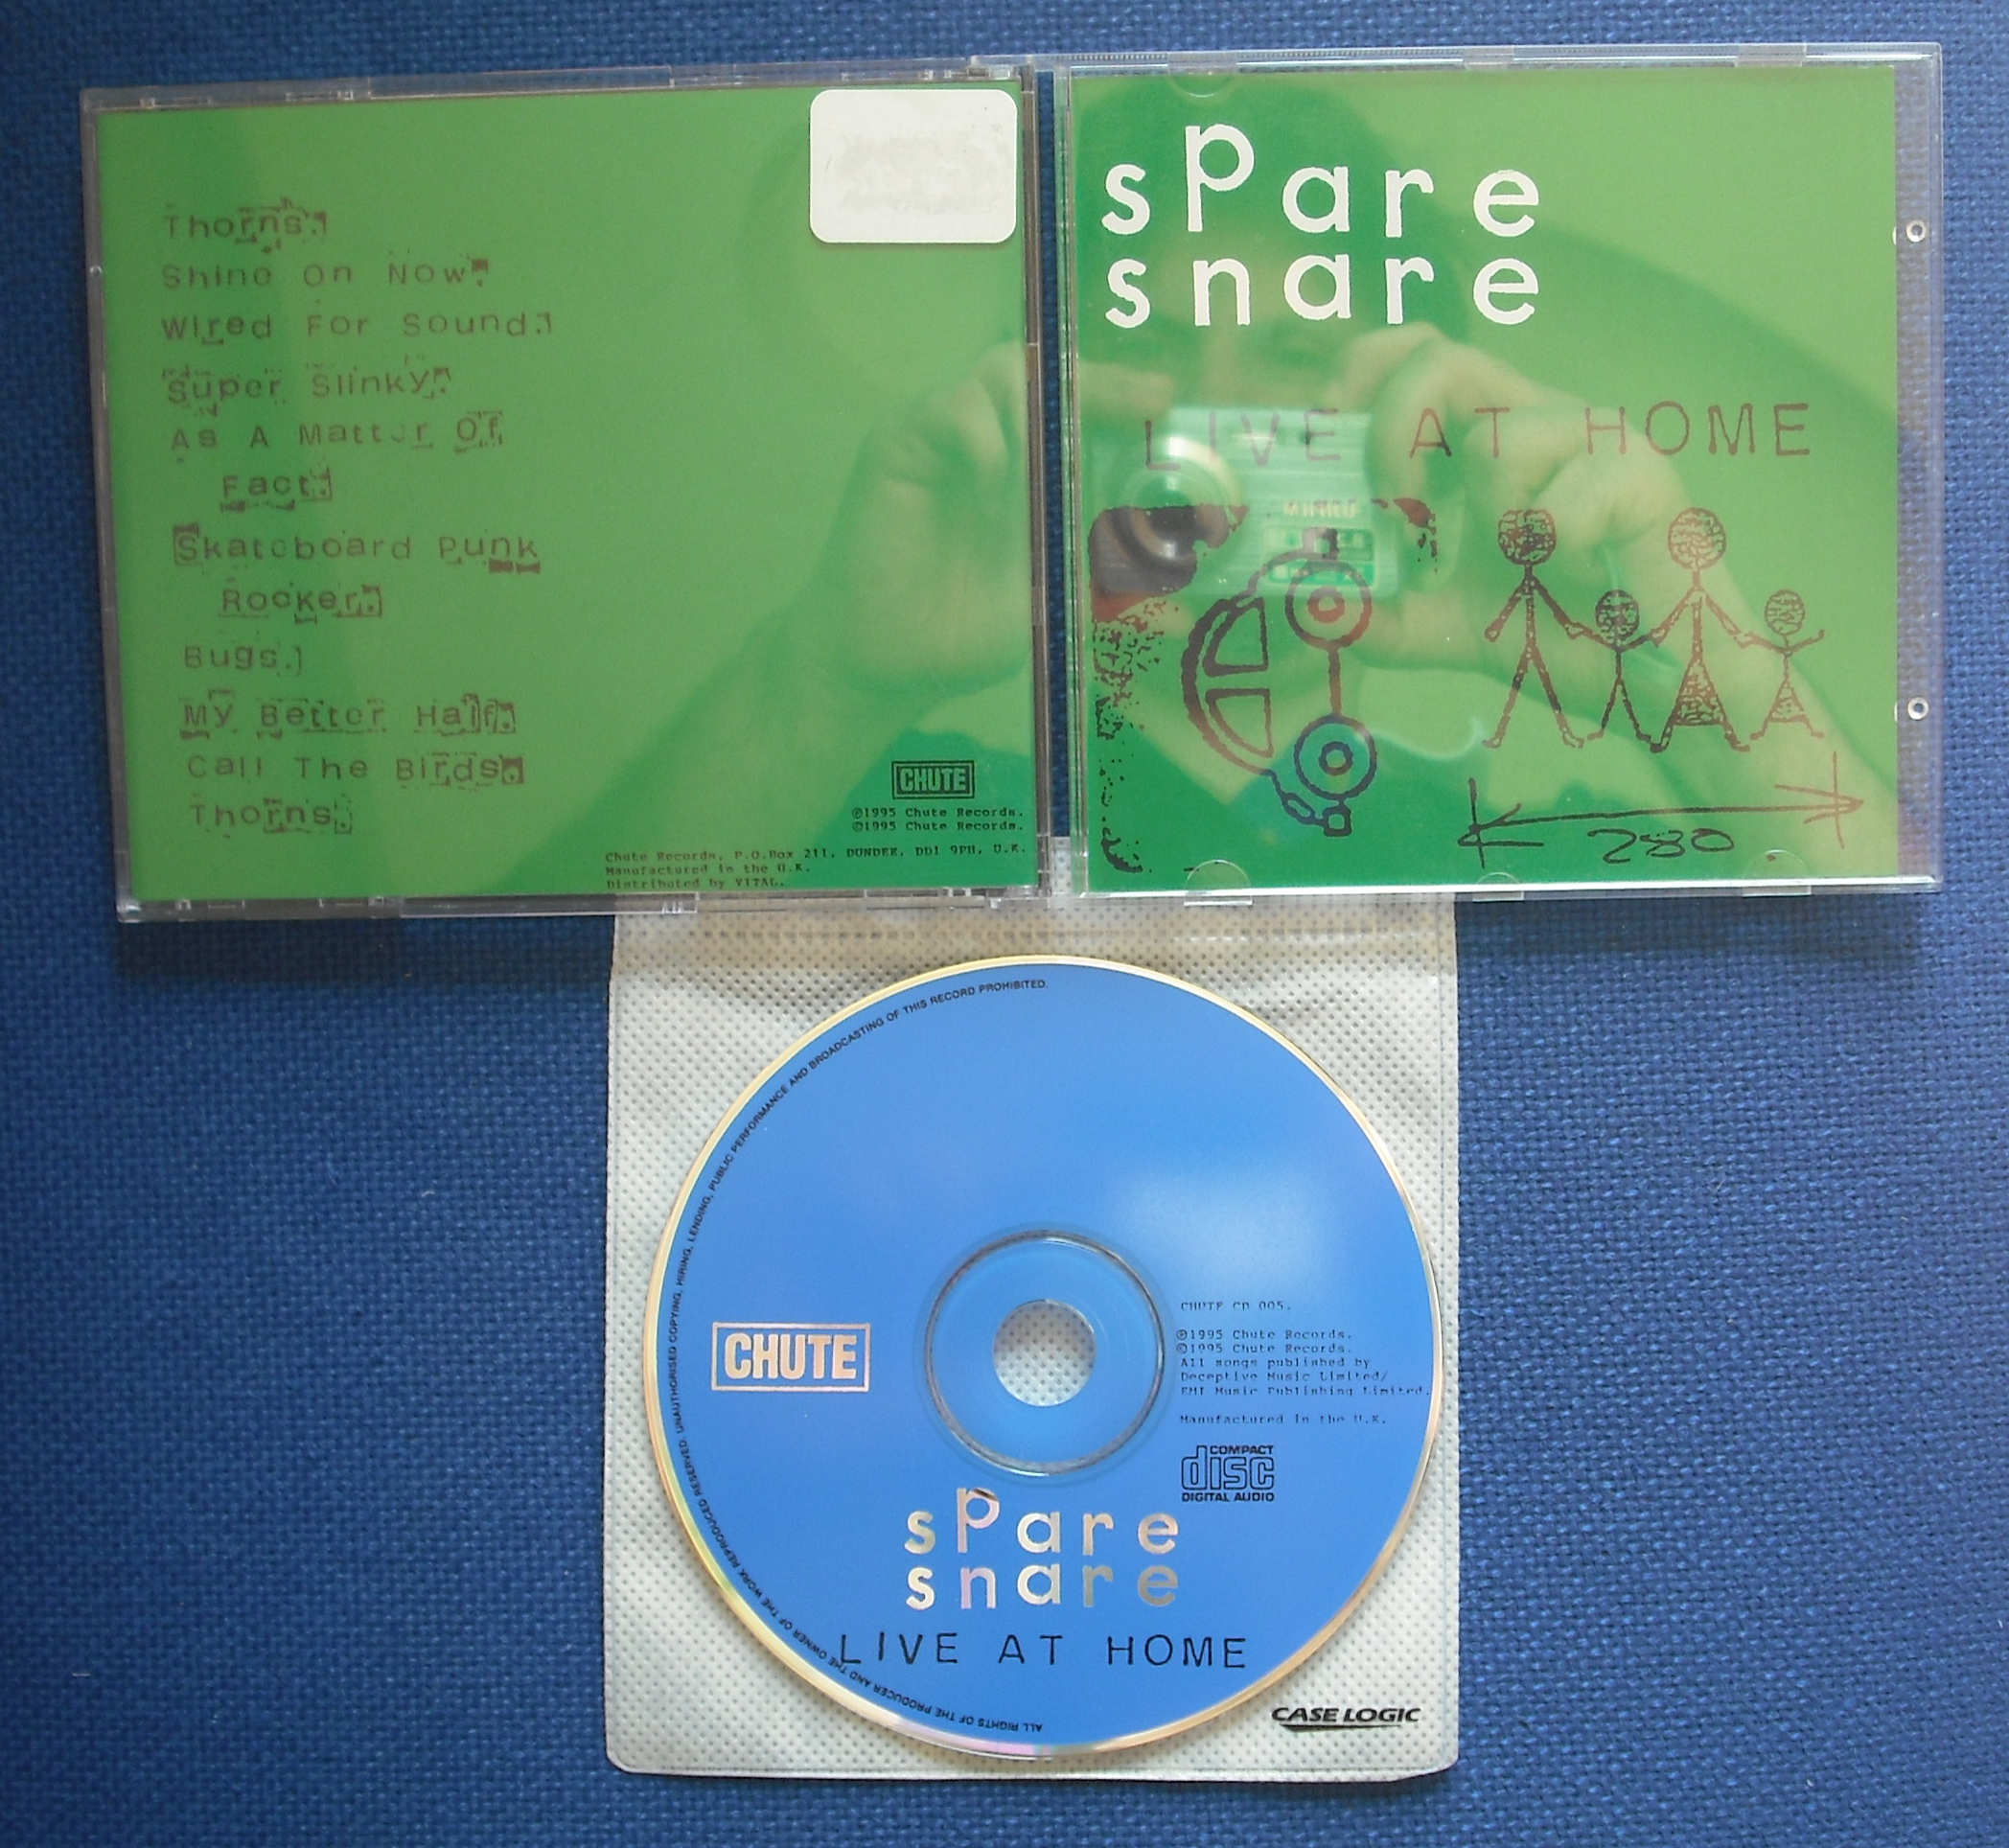 Thorns.
Shine On Now.
Wired For Sound.
Super Slinky.
As A Matter Of
Fact.
Skateboard Punk
Rocker.
Bugs.
My Better Half.
Call The Birds.
Thorns.
CHUTE
℗1995 Chute Records.
©1995 Chute Records.
Chute Records, P.O.Box 211, DUNDEE, DD1 9PH, U.K.
Manufactured in the U.K.
Distributed by VITAL.
sPare
snare
LIVE AT HOME
280
ALL RIGHTS OF THE PRODUCER AND THE OWNER OF THE WORK REPRODUCED RESERVED. UNAUTHORISED COPYING, HIRING, LENDING, PUBLIC PERFORMANCE AND BROADCASTING OF THIS RECORD PROHIBITED.
CHUTE
CHUTE CD 005.
℗1995 Chute Records.
©1995 Chute Records.
All songs published by
Deceptive Music Limited/
EMI Music Publishing Limited.
Manufactured in the U.K.
COMPACT
disc
DIGITAL AUDIO
sPare
snare
LIVE AT HOME
CASE LOGIC